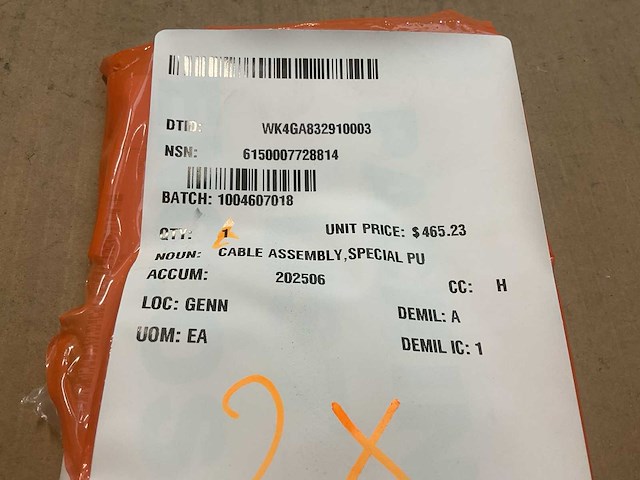 DTID: WK4GA832910003
NSN: 6150007728814
BATCH: 1004607018
QTY: 1 UNIT PRICE: $465.23
NOUN: CABLE ASSEMBLY,SPECIAL PU
ACCUM: 202506
CC: H
LOC: GENN
DEMIL: A
UOM: EA
DEMIL IC: 1
2X